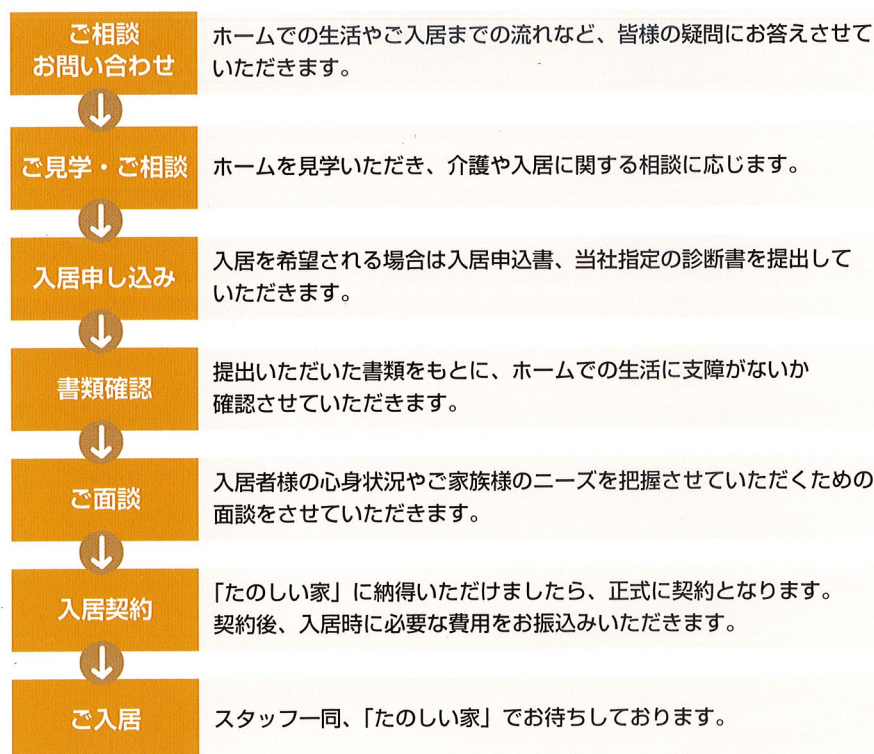 ご相談
お問い合わせ
ホームでの生活やご入居までの流れなど、皆様の疑問にお答えさせて
いただきます。
ご見学・ご相談
ホームを見学いただき、介護や入居に関する相談に応じます。
入居申し込み
入居を希望される場合は入居申込書、当社指定の診断書を提出して
いただきます。
書類確認
提出いただいた書類をもとに、ホームでの生活に支障がないか
確認させていただきます。
ご面談
入居者様の心身状況やご家族様のニーズを把握させていただくための
面談をさせていただきます。
入居契約
「たのしい家」に納得いただけましたら、正式に契約となります。
契約後、入居時に必要な費用をお振込みいただきます。
ご入居
スタッフ一同、「たのしい家」でお待ちしております。